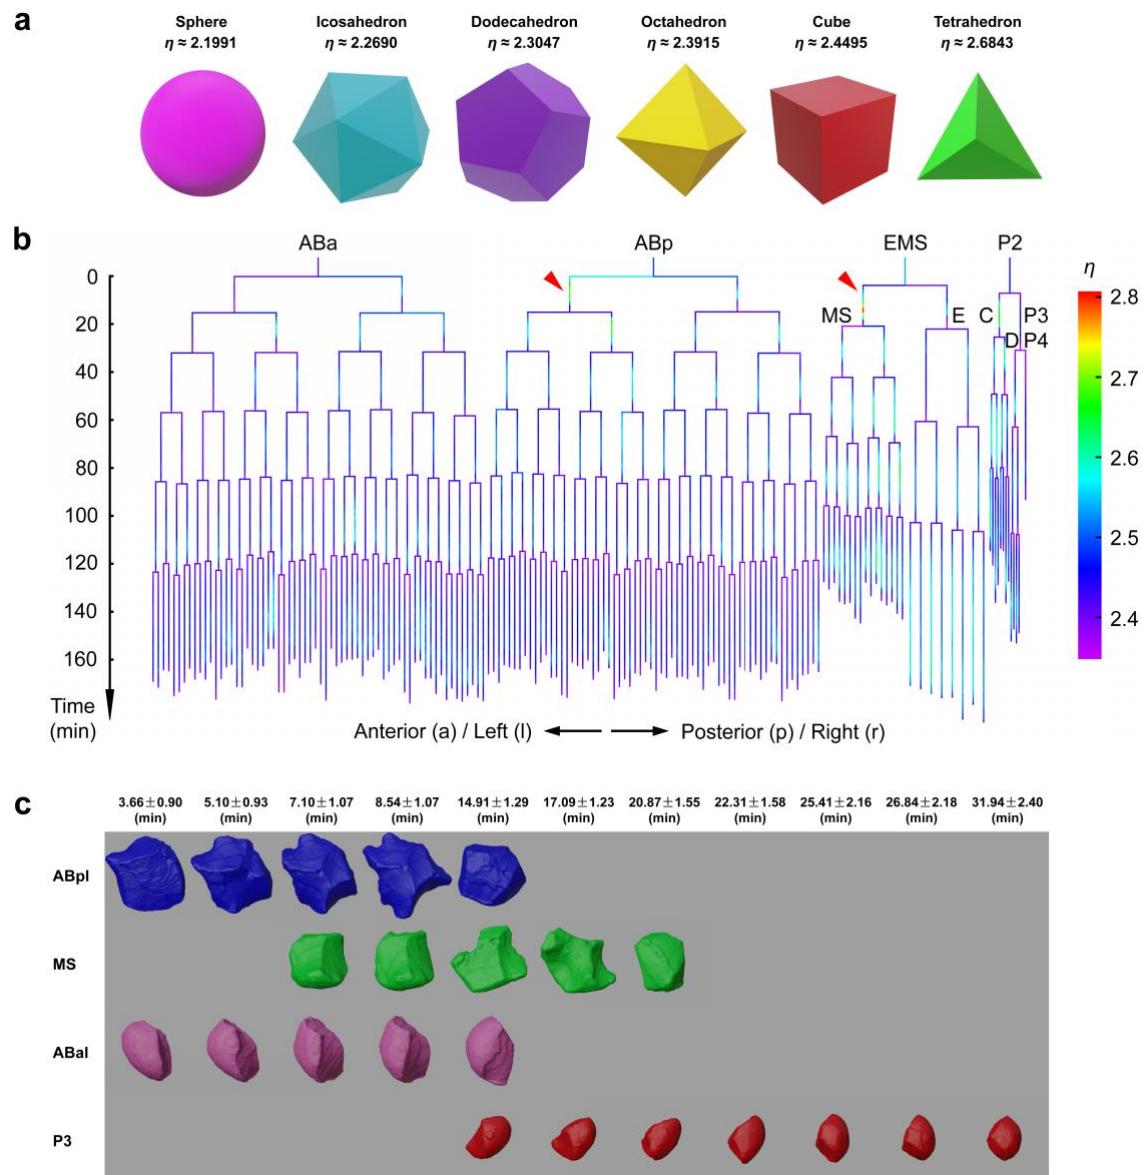 a
Sphere Icosahedron Dodecahedron Octahedron Cube Tetrahedron
η ≈ 2.1991 η ≈ 2.2690 η ≈ 2.3047 η ≈ 2.3915 η ≈ 2.4495 η ≈ 2.6843
b
ABa ABp EMS P2
η
0
20
40
60
80
100
120
140
160
Time
(min)
MS E C P3
D P4
2.8
2.7
2.6
2.5
2.4
Anterior (a) / Left (l) Posterior (p) / Right (r)
c
3.66±0.90 5.10±0.93 7.10±1.07 8.54±1.07 14.91±1.29 17.09±1.23 20.87±1.55 22.31±1.58 25.41±2.16 26.84±2.18 31.94±2.40
(min) (min) (min) (min) (min) (min) (min) (min) (min) (min) (min)
ABpl
MS
ABal
P3